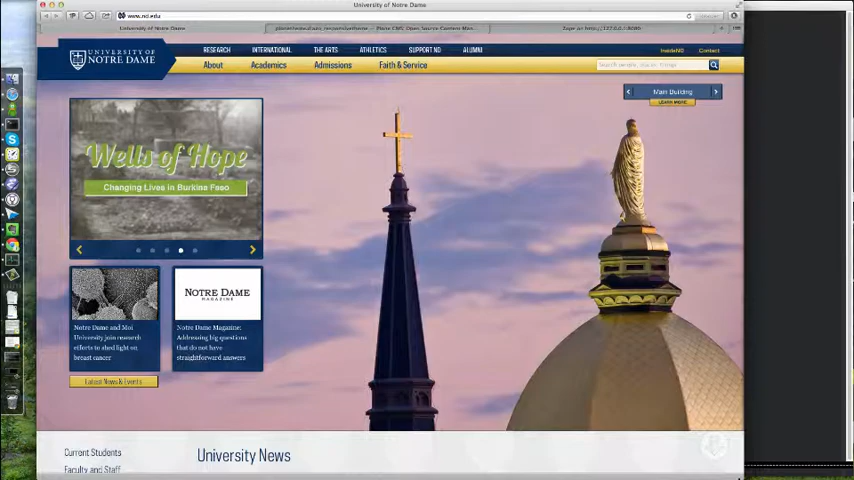 University of Notre Dame
www.nd.edu
University of Notre Dame
UNIVERSITY OF
NOTRE DAME
RESEARCH
INTERNATIONAL
THE ARTS
ATHLETICS
SUPPORT ND
ALUMNI
InsideND
Contact
About
Academics
Admissions
Faith & Service
Main Building
LEARN MORE
Wells of Hope
Changing Lives in Burkina Faso
Notre Dame and Moi
University join research
efforts to shed light on
breast cancer
NOTRE DAME
MAGAZINE
Notre Dame Magazine:
Addressing big questions
that do not have
straightforward answers
Latest News & Events
Current Students
Faculty and Staff
University News